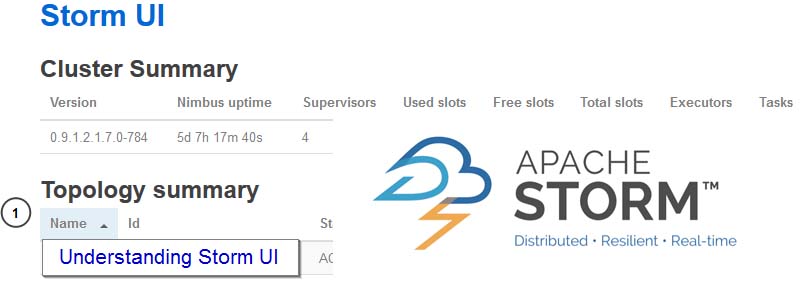 Storm UI
Cluster Summary
Version Nimbus uptime Supervisors Used slots Free slots Total slots Executors Tasks
0.9.1.2.1.7.0-784 5d 7h 17m 40s 4
APACHE
STORM™
Distributed • Resilient • Real-time
Topology summary
1
Name Id
Understanding Storm UI